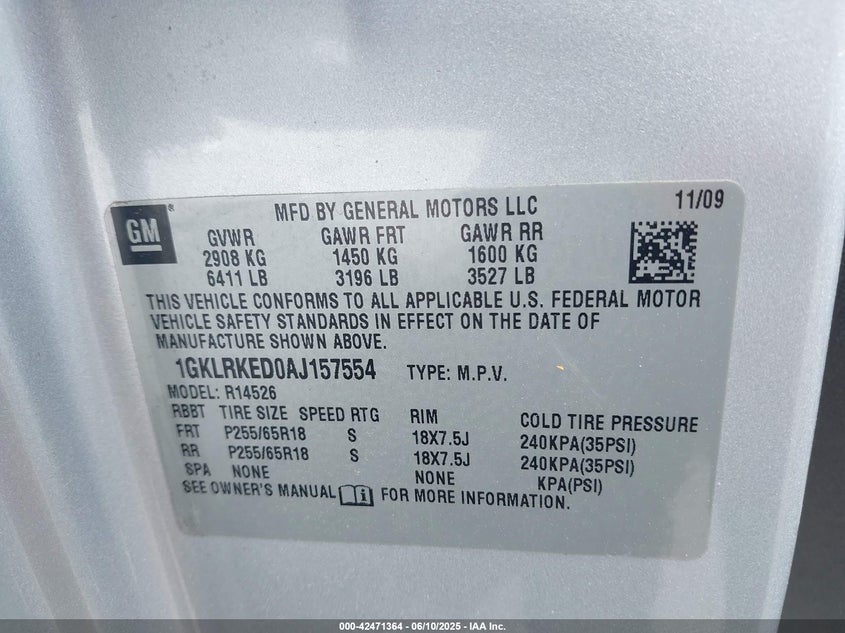 GM
MFD BY GENERAL MOTORS LLC 11/09
GVWR GAWR FRT GAWR RR
2908 KG 1450 KG 1600 KG
6411 LB 3196 LB 3527 LB
THIS VEHICLE CONFORMS TO ALL APPLICABLE U.S. FEDERAL MOTOR
VEHICLE SAFETY STANDARDS IN EFFECT ON THE DATE OF
MANUFACTURE SHOWN ABOVE.
1GKLRKED0AJ157554 TYPE: M.P.V.
MODEL: R14526
RBBT TIRE SIZE SPEED RTG RIM COLD TIRE PRESSURE
FRT P255/65R18 S 18X7.5J 240KPA(35PSI)
RR P255/65R18 S 18X7.5J 240KPA(35PSI)
SPA NONE NONE KPA(PSI)
SEE OWNER'S MANUAL i FOR MORE INFORMATION.
000-42471364 | 06/10/2025 - IAA Inc.